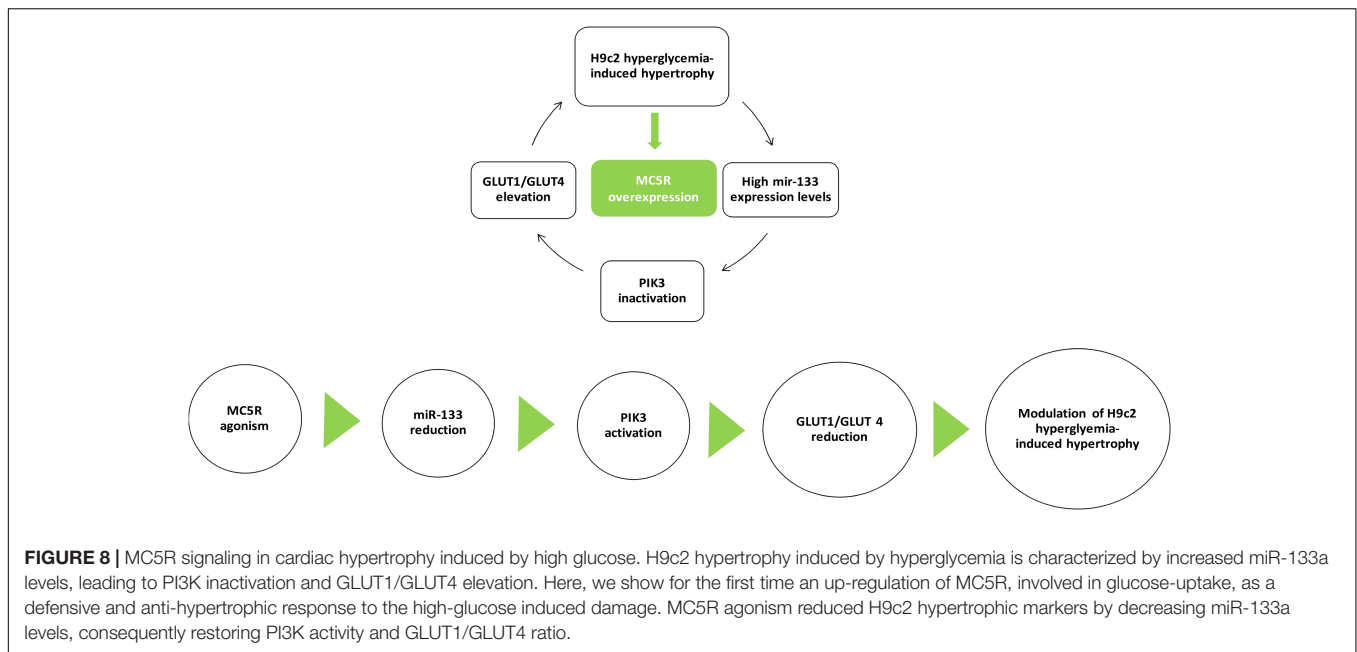 H9c2 hyperglycemia-
induced hypertrophy
GLUT1/GLUT4
elevation
MC5R
overexpression
High mir-133
expression levels
PIK3
inactivation
MC5R
agonism
miR-133
reduction
PIK3
activation
GLUT1/GLUT 4
reduction
Modulation of H9c2
hyperglyemia-
induced hypertrophy
FIGURE 8 | MC5R signaling in cardiac hypertrophy induced by high glucose. H9c2 hypertrophy induced by hyperglycemia is characterized by increased miR-133a
levels, leading to PI3K inactivation and GLUT1/GLUT4 elevation. Here, we show for the first time an up-regulation of MC5R, involved in glucose-uptake, as a
defensive and anti-hypertrophic response to the high-glucose induced damage. MC5R agonism reduced H9c2 hypertrophic markers by decreasing miR-133a
levels, consequently restoring PI3K activity and GLUT1/GLUT4 ratio.